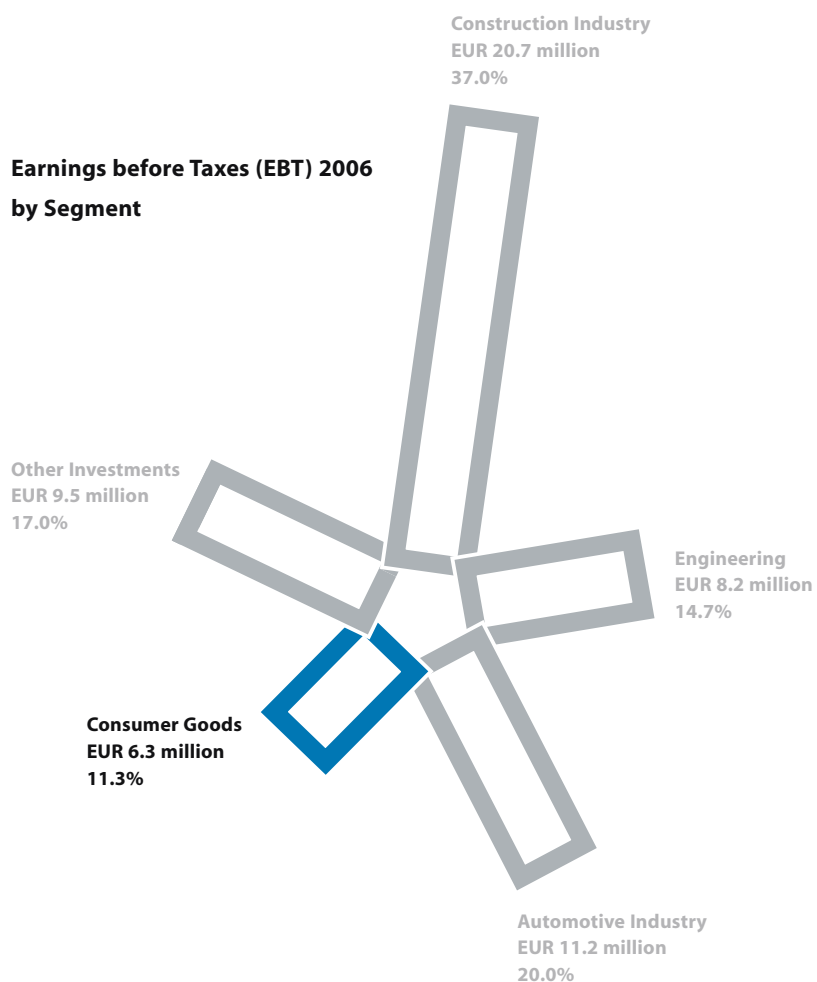 Construction Industry
EUR 20.7 million
37.0%
Earnings before Taxes (EBT) 2006
by Segment
Other Investments
EUR 9.5 million
17.0%
Engineering
EUR 8.2 million
14.7%
Consumer Goods
EUR 6.3 million
11.3%
Automotive Industry
EUR 11.2 million
20.0%